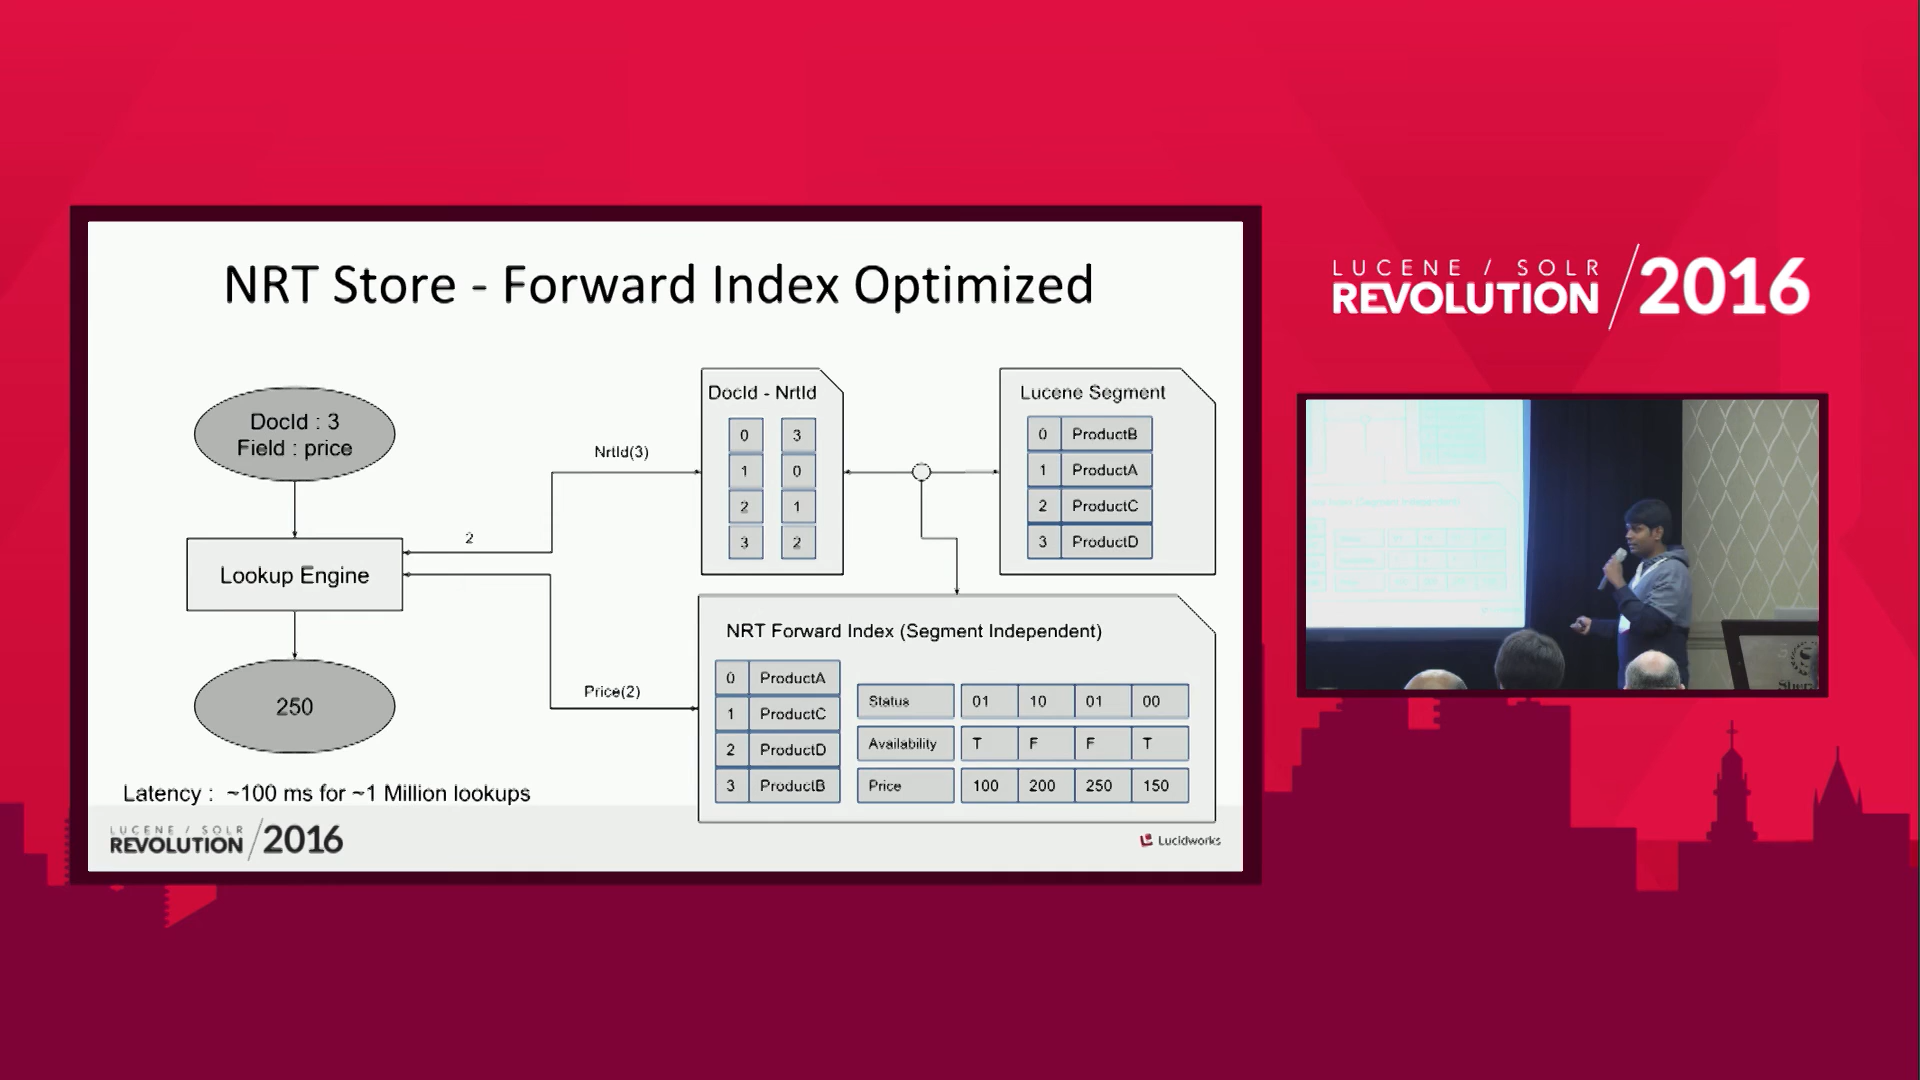 NRT Store - Forward Index Optimized
DocId : 3
Field : price
Lookup Engine
250
Latency : ~100 ms for ~1 Million lookups
NrtId(3)
2
Price(2)
DocId - NrtId
0 3
1 0
2 1
3 2
Lucene Segment
0 ProductB
1 ProductA
2 ProductC
3 ProductD
NRT Forward Index (Segment Independent)
0 ProductA
1 ProductC
2 ProductD
3 ProductB
Status 01 10 01 00
Availability T F F T
Price 100 200 250 150
LUCENE / SOLR
REVOLUTION / 2016
Lucidworks
LUCENE / SOLR
REVOLUTION / 2016